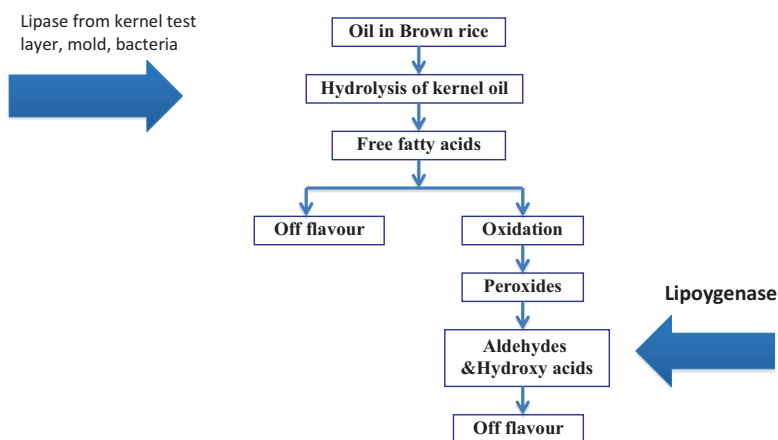 Lipase from kernel test
layer, mold, bacteria
Oil in Brown rice
Hydrolysis of kernel oil
Free fatty acids
Off flavour
Oxidation
Peroxides
Lipoygenase
Aldehydes
&Hydroxy acids
Off flavour